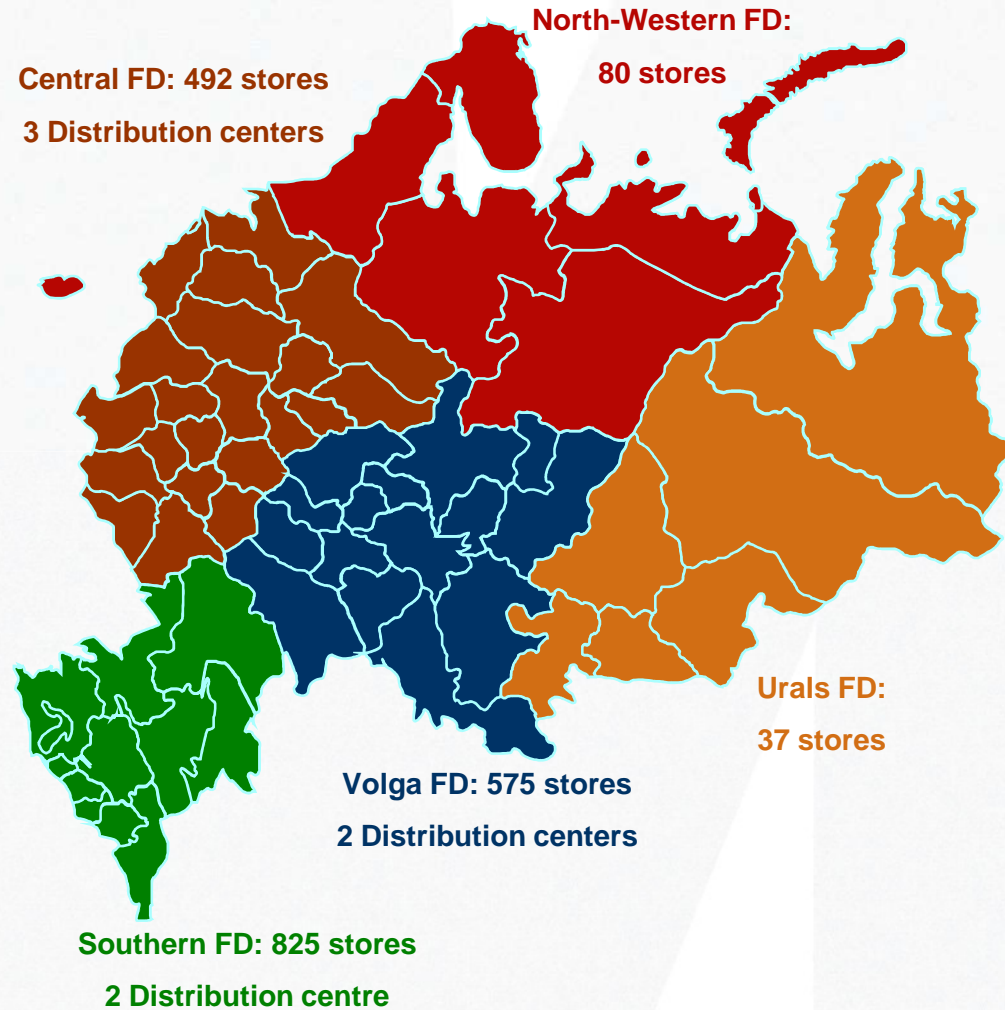 North-Western FD:
80 stores
Central FD: 492 stores
3 Distribution centers
Urals FD:
37 stores
Volga FD: 575 stores
2 Distribution centers
Southern FD: 825 stores
2 Distribution centre